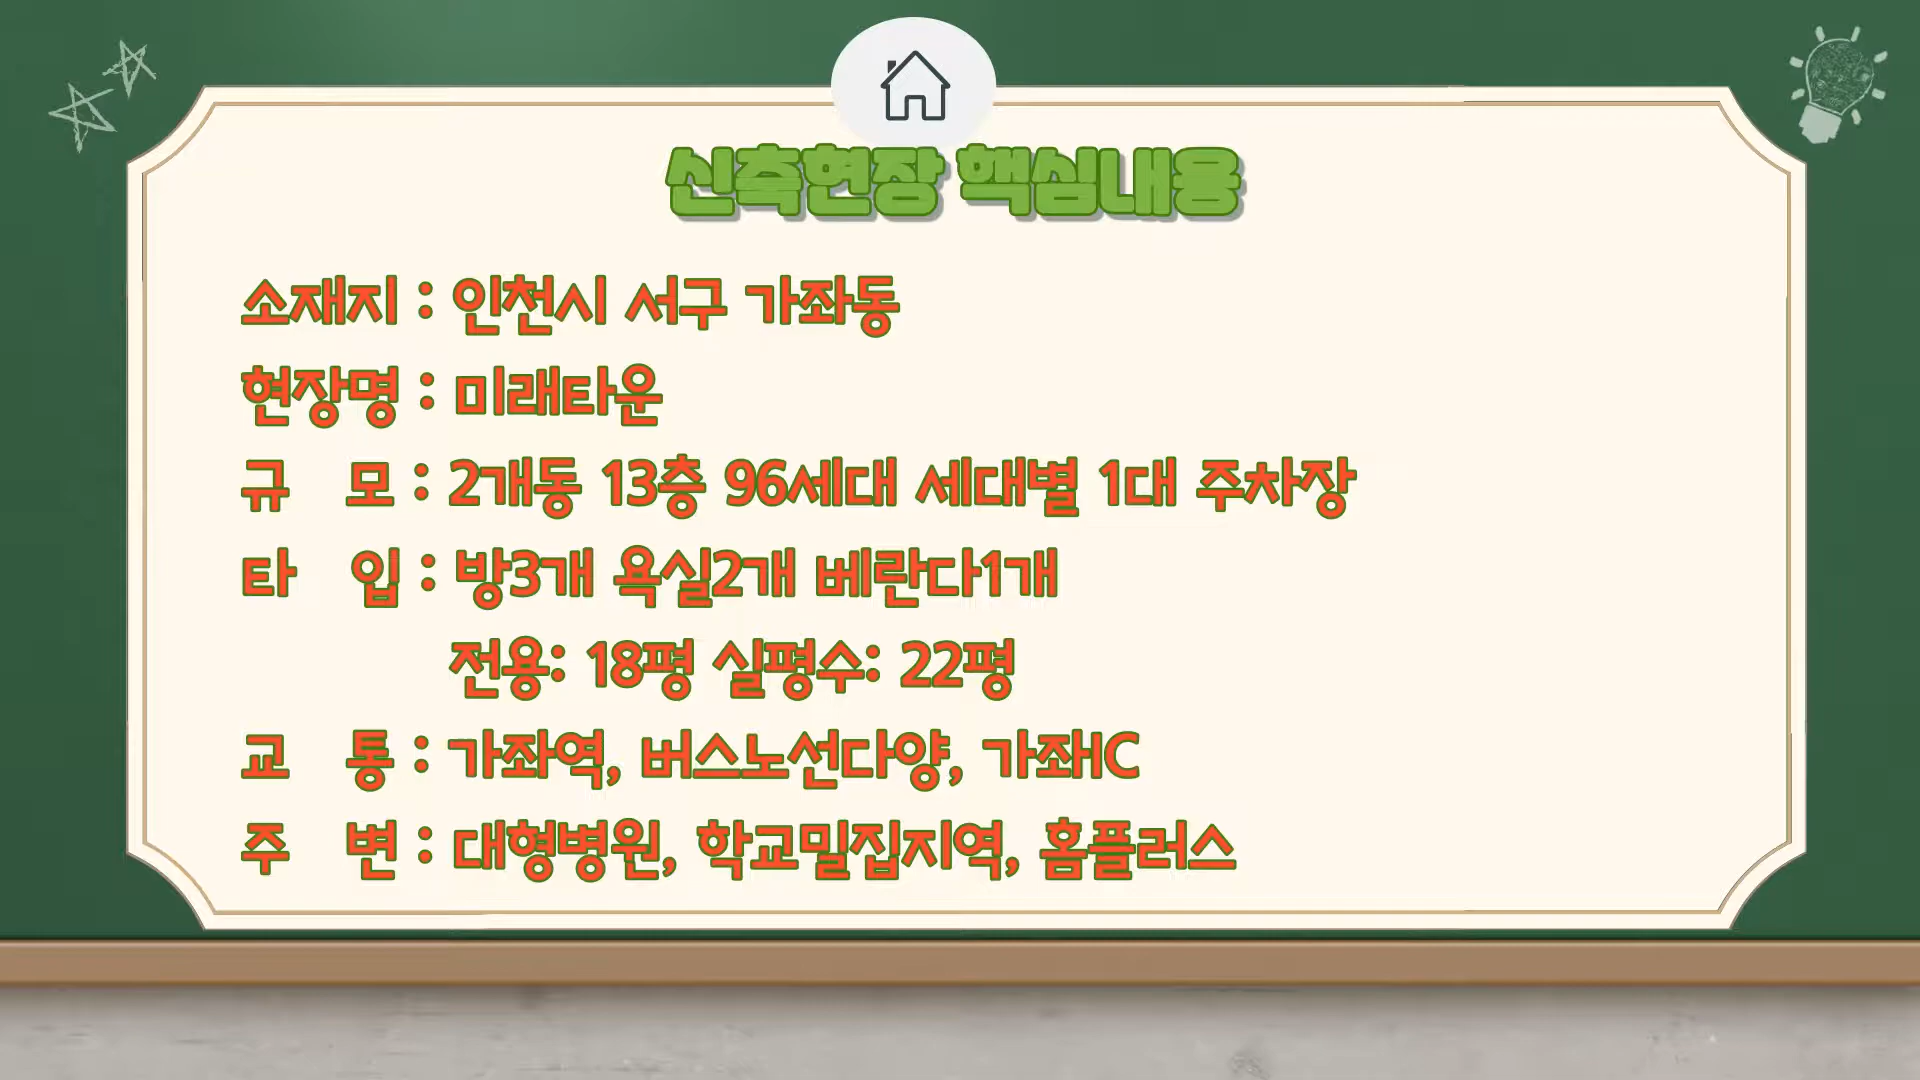 신축현장 핵심내용
소재지 : 인천시 서구 가좌동
현장명 : 미래타운
규 모 : 2개동 13층 96세대 세대별 1대 주차장
타 입 : 방3개 욕실2개 베란다1개
전용: 18평 실평수: 22평
교 통 : 가좌역, 버스노선다양, 가좌IC
주 변 : 대형병원, 학교밀집지역, 홈플러스